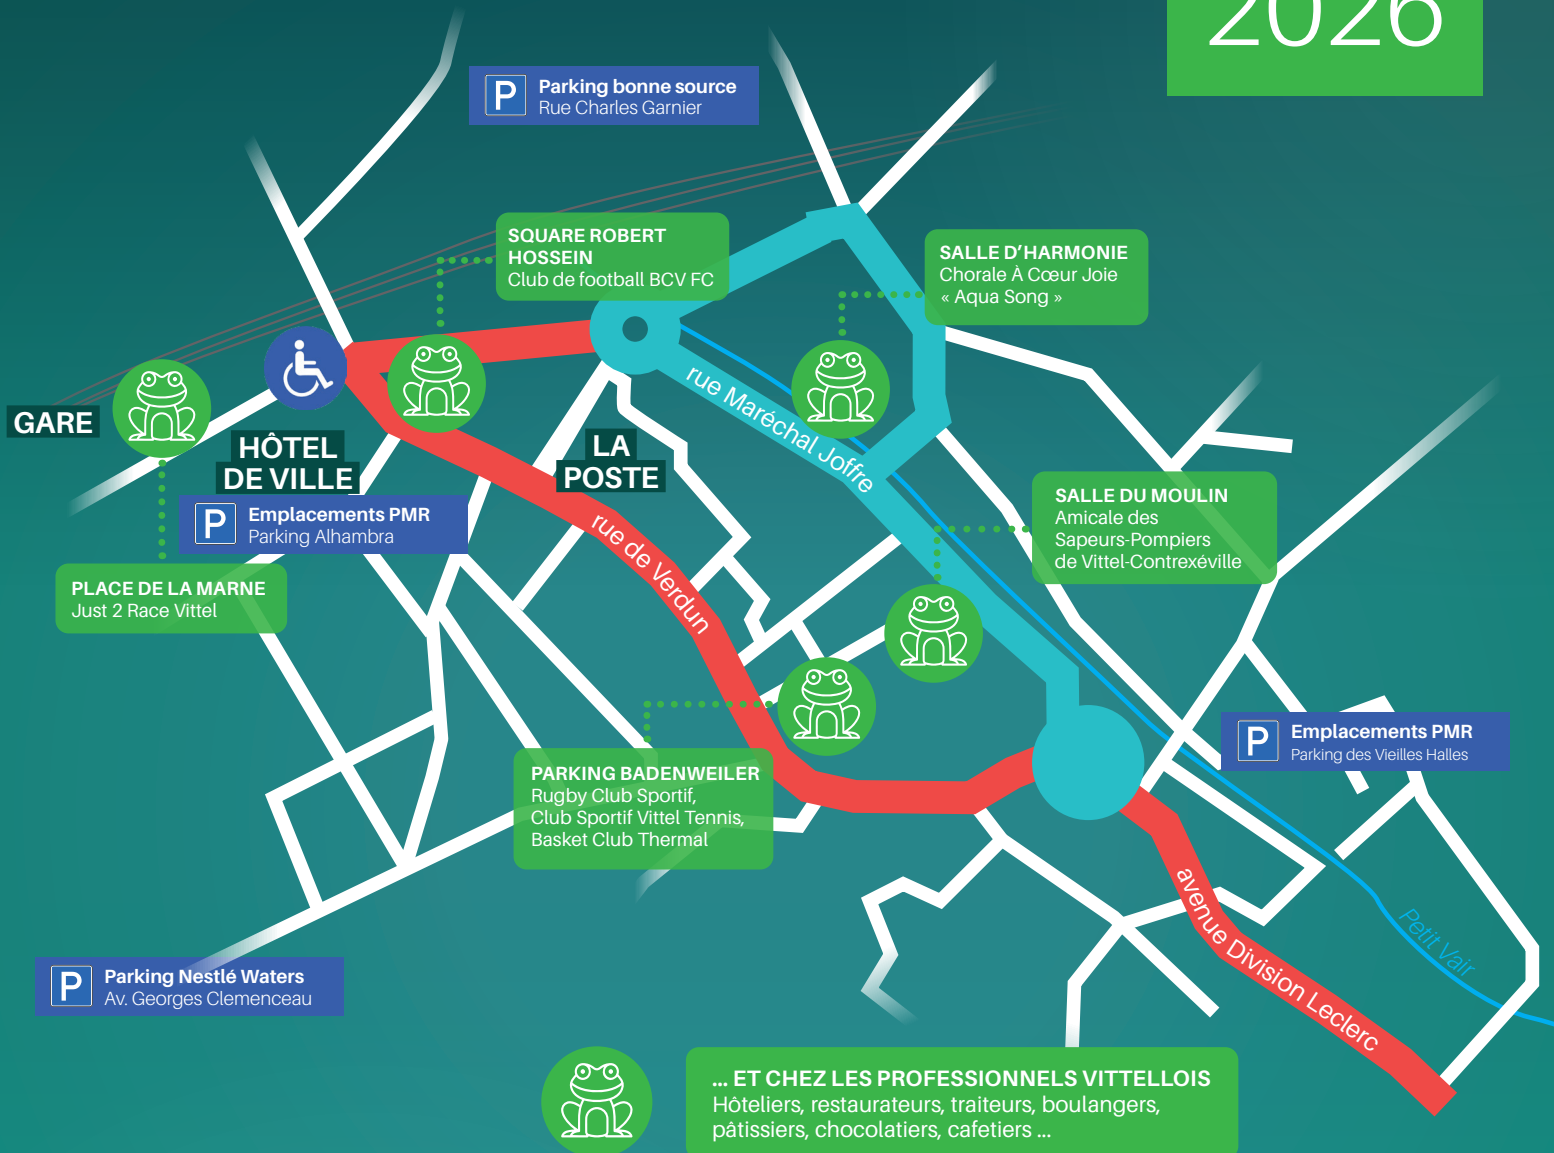 2026
P
Parking bonne source
Rue Charles Garnier
SQUARE ROBERT
HOSSEIN
Club de football BCV FC
SALLE D’HARMONIE
Chorale À Cœur Joie
« Aqua Song »
GARE
HÔTEL
DE VILLE
LA
POSTE
rue Maréchal Joffre
P
Emplacements PMR
Parking Alhambra
rue de Verdun
SALLE DU MOULIN
Amicale des
Sapeurs-Pompiers
de Vittel-Contrexéville
PLACE DE LA MARNE
Just 2 Race Vittel
P
Emplacements PMR
Parking des Vieilles Halles
PARKING BADENWEILER
Rugby Club Sportif,
Club Sportif Vittel Tennis,
Basket Club Thermal
avenue Division Leclerc
Petit Vair
P
Parking Nestlé Waters
Av. Georges Clemenceau
... ET CHEZ LES PROFESSIONNELS VITTELLOIS
Hôteliers, restaurateurs, traiteurs, boulangers,
pâtissiers, chocolatiers, cafetiers ...